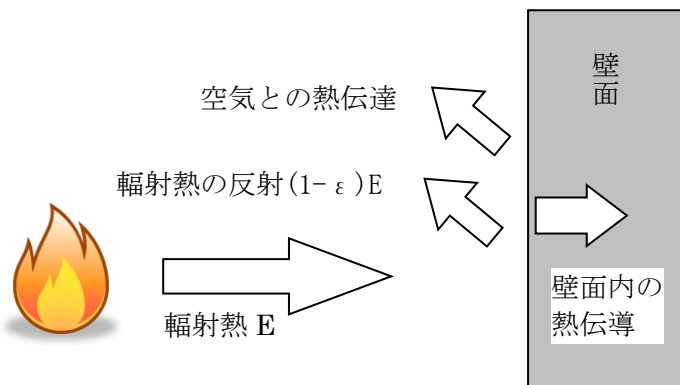 壁面
空気との熱伝達
輻射熱の反射(1-ε)E
輻射熱 E
壁面内の
熱伝導